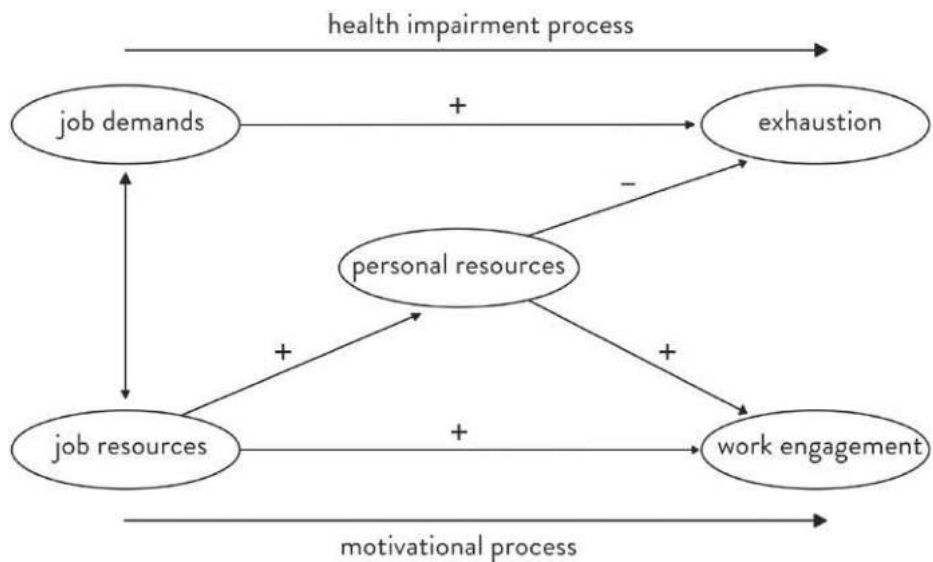 health impairment process
job demands
+
exhaustion
−
personal resources
+
+
job resources
+
work engagement
motivational process